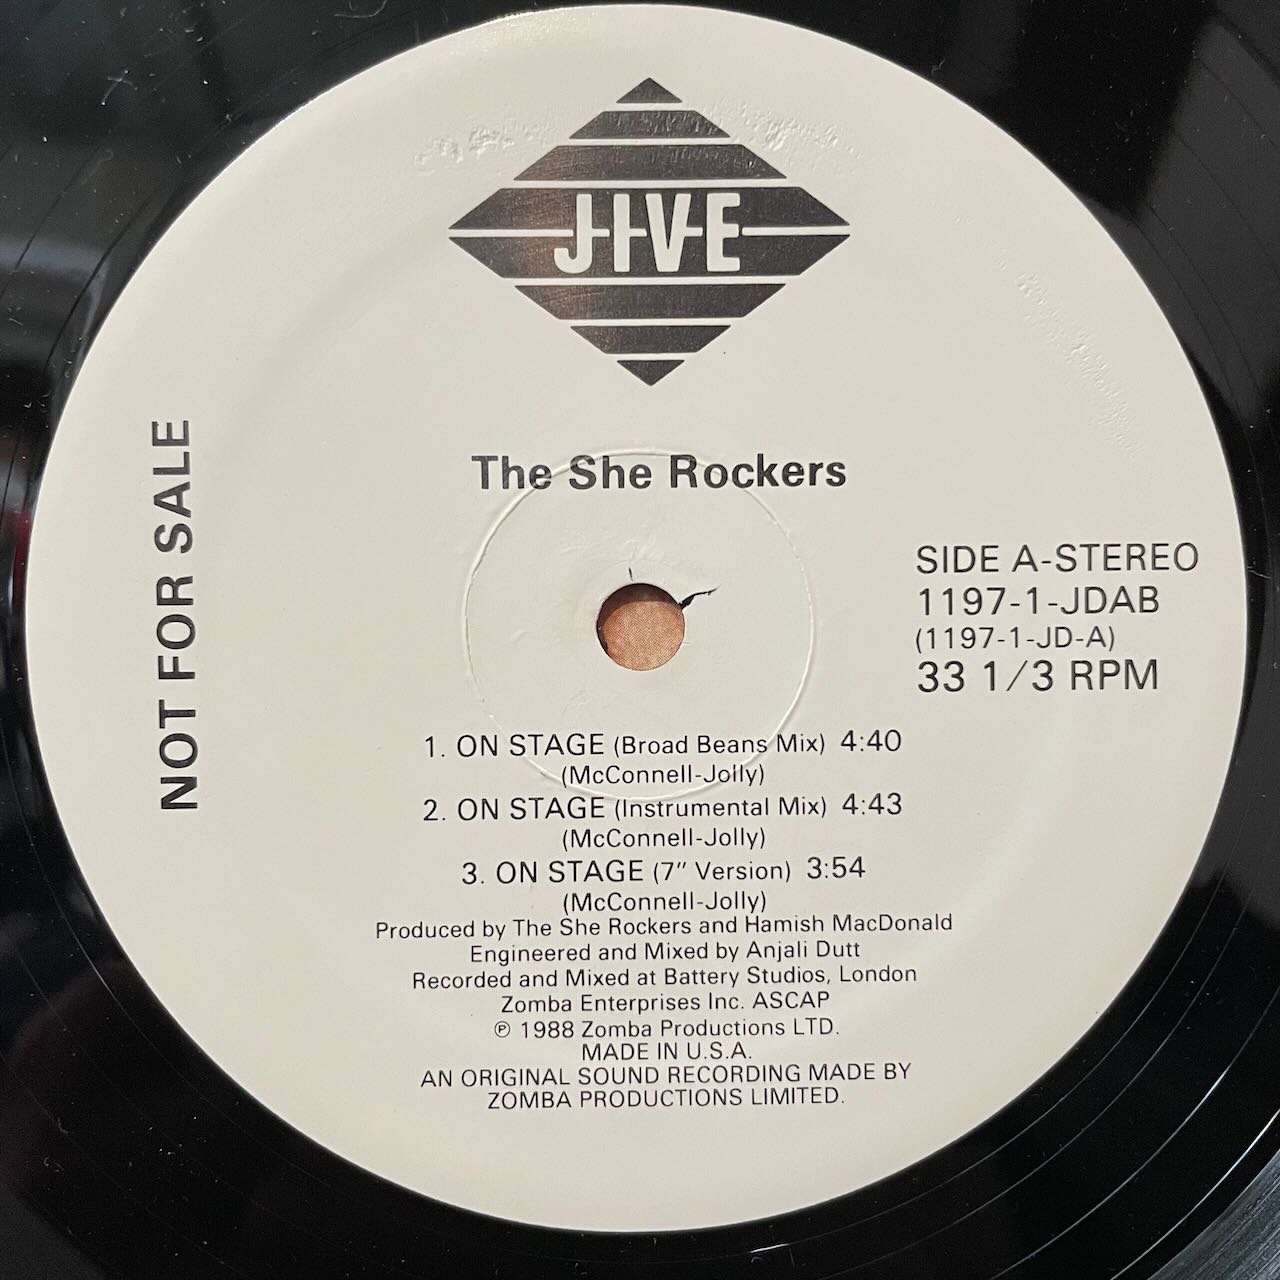 JIVE
The She Rockers
NOT FOR SALE
SIDE A-STEREO
1197-1-JDAB
(1197-1-JD-A)
33 1/3 RPM
1. ON STAGE (Broad Beans Mix) 4:40
(McConnell-Jolly)
2. ON STAGE (Instrumental Mix) 4:43
(McConnell-Jolly)
3. ON STAGE (7" Version) 3:54
(McConnell-Jolly)
Produced by The She Rockers and Hamish MacDonald
Engineered and Mixed by Anjali Dutt
Recorded and Mixed at Battery Studios, London
Zomba Enterprises Inc. ASCAP
℗ 1988 Zomba Productions LTD.
MADE IN U.S.A.
AN ORIGINAL SOUND RECORDING MADE BY
ZOMBA PRODUCTIONS LIMITED.